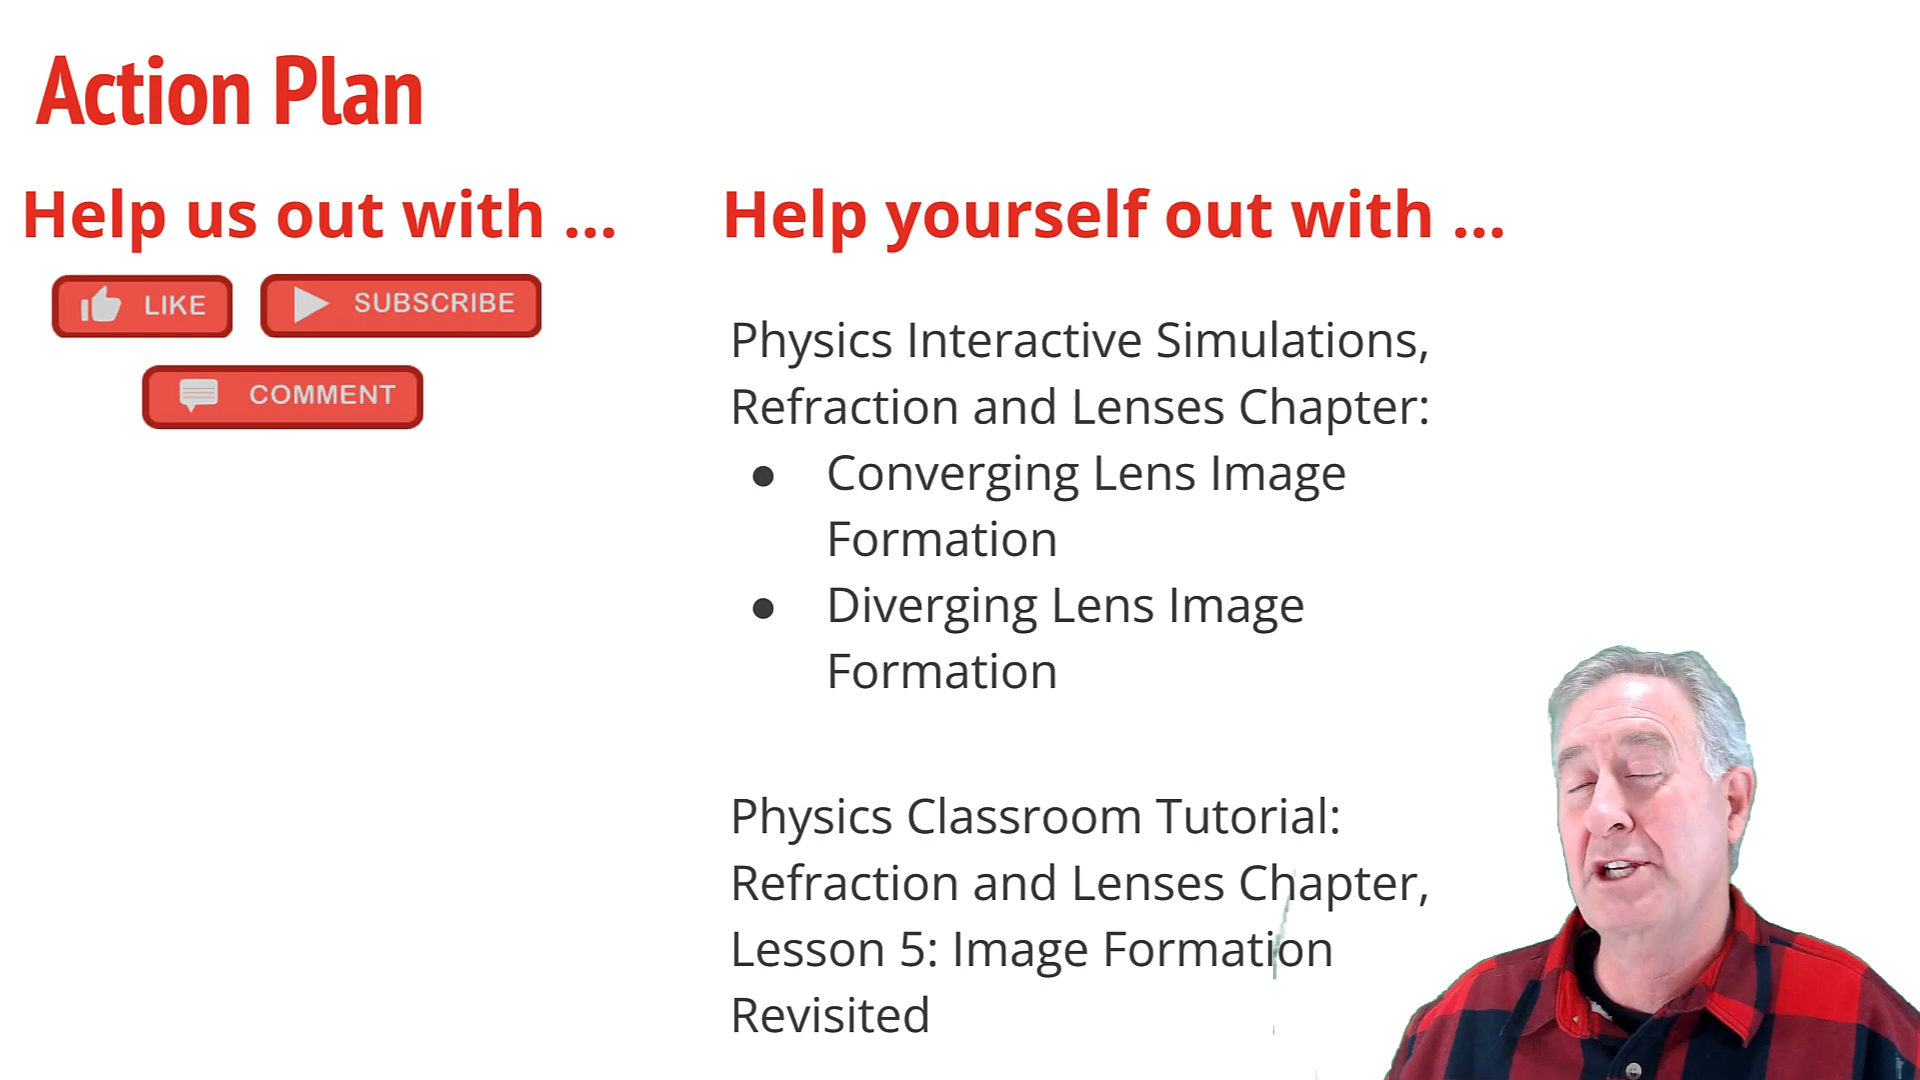 Action Plan
Help us out with ...
LIKE
SUBSCRIBE
COMMENT
Help yourself out with ...
Physics Interactive Simulations,
Refraction and Lenses Chapter:
● Converging Lens Image
Formation
● Diverging Lens Image
Formation
Physics Classroom Tutorial:
Refraction and Lenses Chapter,
Lesson 5: Image Formation
Revisited